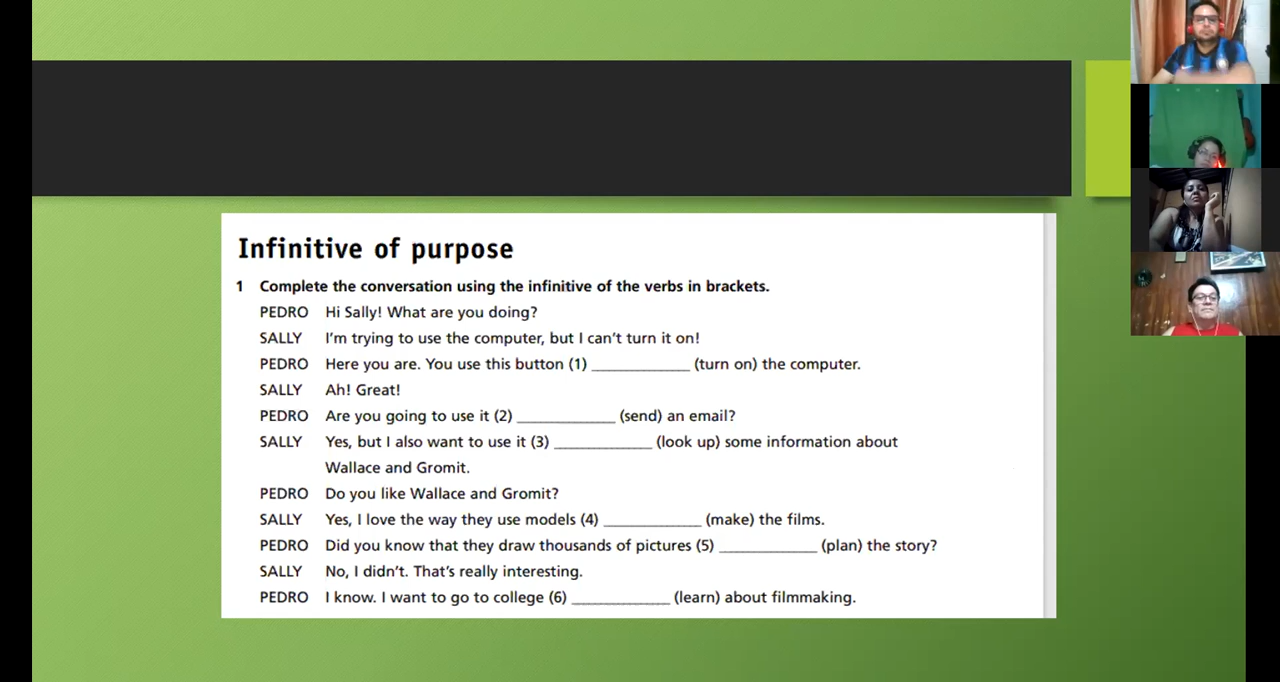 Infinitive of purpose
1 Complete the conversation using the infinitive of the verbs in brackets.
PEDRO Hi Sally! What are you doing?
SALLY I'm trying to use the computer, but I can't turn it on!
PEDRO Here you are. You use this button (1) ____________ (turn on) the computer.
SALLY Ah! Great!
PEDRO Are you going to use it (2) ____________ (send) an email?
SALLY Yes, but I also want to use it (3) ____________ (look up) some information about
Wallace and Gromit.
PEDRO Do you like Wallace and Gromit?
SALLY Yes, I love the way they use models (4) ____________ (make) the films.
PEDRO Did you know that they draw thousands of pictures (5) ____________ (plan) the story?
SALLY No, I didn't. That's really interesting.
PEDRO I know. I want to go to college (6) ____________ (learn) about filmmaking.